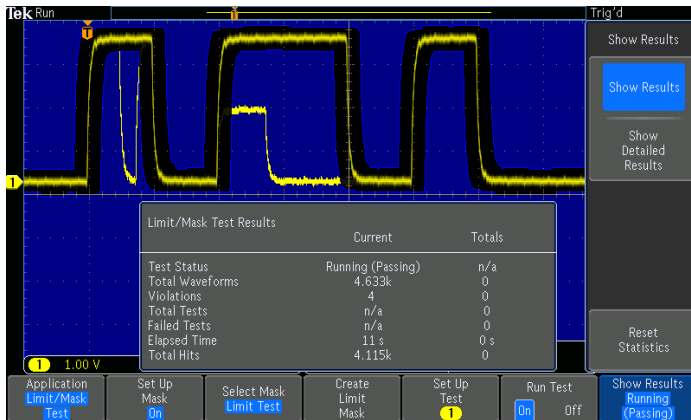 Tek Run Trig'd
T
T
Show Results
Show Results
Show
Detailed
Results
1
Limit/Mask Test Results
Current Totals
Test Status Running (Passing) n/a
Total Waveforms 4.633k 0
Violations 4 0
Total Tests n/a 0
Failed Tests n/a 0
Elapsed Time 11 s 0 s
Total Hits 4.115k 0
Reset
Statistics
1 1.00 V
Application
Limit/Mask
Test
Set Up
Mask
On
Select Mask
Limit Test
Create
Limit
Mask
Set Up
Test
1
Run Test
On Off
Show Results
Running
(Passing)